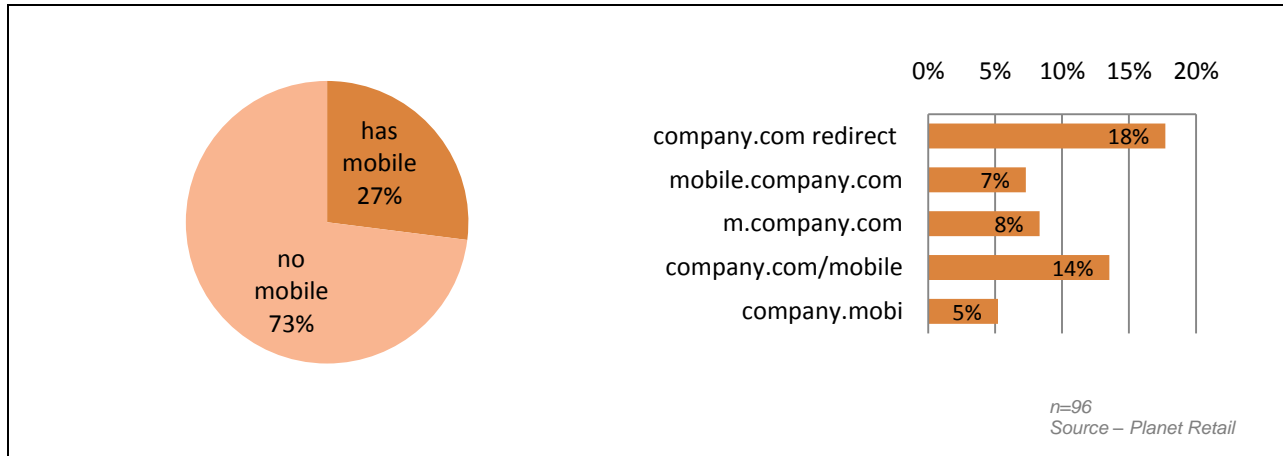 has
mobile
27%
no
mobile
73%
0% 5% 10% 15% 20%
company.com redirect 18%
mobile.company.com 7%
m.company.com 8%
company.com/mobile 14%
company.mobi 5%
n=96
Source – Planet Retail